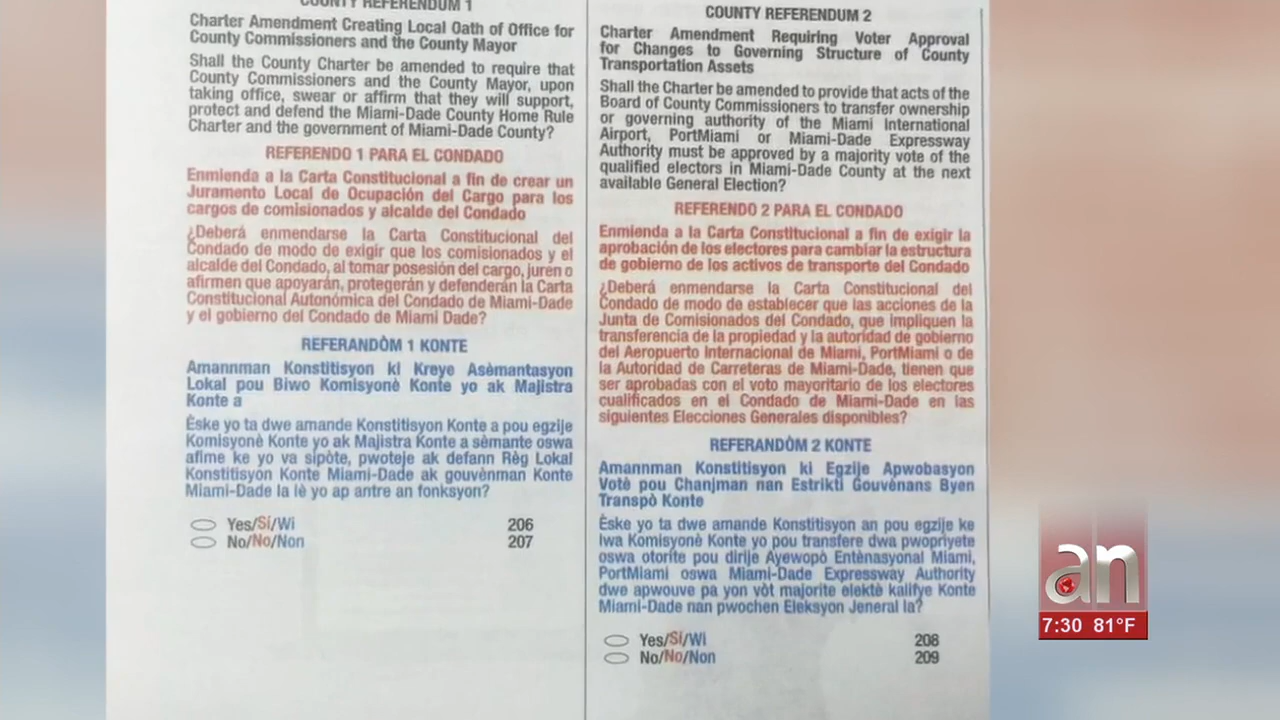 COUNTY REFERENDUM 1
Charter Amendment Creating Local Oath of Office for
County Commissioners and the County Mayor
Shall the County Charter be amended to require that
County Commissioners and the County Mayor, upon
taking office, swear or affirm that they will support,
protect and defend the Miami-Dade County Home Rule
Charter and the government of Miami-Dade County?
REFERENDO 1 PARA EL CONDADO
Enmienda a la Carta Constitucional a fin de crear un
Juramento Local de Ocupación del Cargo para los
cargos de comisionados y alcalde del Condado
¿Deberá enmendarse la Carta Constitucional del
Condado de modo de exigir que los comisionados y el
alcalde del Condado, al tomar posesión del cargo, juren o
afirmen que apoyarán, protegerán y defenderán la Carta
Constitucional Autonómica del Condado de Miami-Dade
y el gobierno del Condado de Miami Dade?
REFERANDÒM 1 KONTE
Amannman Konstitisyon ki Kreye Asèmantasyon
Lokal pou Biwo Komisyonè Konte yo ak Majistra
Konte a
Èske yo ta dwe amande Konstitisyon Konte a pou egzije
Komisyonè Konte yo ak Majistra Konte a sèmante oswa
afime ke yo va sipòte, pwoteje ak defann Règ Lokal
Konstitisyon Konte Miami-Dade ak gouvènman Konte
Miami-Dade la lè yo ap antre an fonksyon?
Yes/Sí/Wi 206
No/No/Non 207
COUNTY REFERENDUM 2
Charter Amendment Requiring Voter Approval
for Changes to Governing Structure of County
Transportation Assets
Shall the Charter be amended to provide that acts of the
Board of County Commissioners to transfer ownership
or governing authority of the Miami International
Airport, PortMiami or Miami-Dade Expressway
Authority must be approved by a majority vote of the
qualified electors in Miami-Dade County at the next
available General Election?
REFERENDO 2 PARA EL CONDADO
Enmienda a la Carta Constitucional a fin de exigir la
aprobación de los electores para cambiar la estructura
de gobierno de los activos de transporte del Condado
¿Deberá enmendarse la Carta Constitucional del
Condado de modo de establecer que las acciones de la
Junta de Comisionados del Condado, que impliquen la
transferencia de la propiedad y la autoridad de gobierno
del Aeropuerto Internacional de Miami, PortMiami o de
la Autoridad de Carreteras de Miami-Dade, tienen que
ser aprobadas con el voto mayoritario de los electores
cualificados en el Condado de Miami-Dade en las
siguientes Elecciones Generales disponibles?
REFERANDÒM 2 KONTE
Amannman Konstitisyon ki Egzije Apwobasyon
Votè pou Chanjman nan Estrikti Gouvènans Byen
Transpò Konte
Èske yo ta dwe amande Konstitisyon an pou egzije ke
lwa Komisyonè Konte yo pou transfere dwa pwopriyete
oswa otorite pou dirije Ayewopò Entènasyonal Miami,
PortMiami oswa Miami-Dade Expressway Authority
dwe apwouve pa yon vòt majorite elektè kalifye Konte
Miami-Dade nan pwochen Eleksyon Jeneral la?
Yes/Sí/Wi 208
No/No/Non 209
an
7:30 81°F